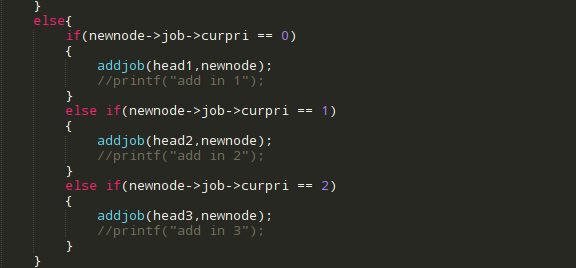 }
else{
if(newnode->job->curpri == 0)
{
addjob(head1,newnode);
//printf("add in 1");
}
else if(newnode->job->curpri == 1)
{
addjob(head2,newnode);
//printf("add in 2");
}
else if(newnode->job->curpri == 2)
{
addjob(head3,newnode);
//printf("add in 3");
}
}